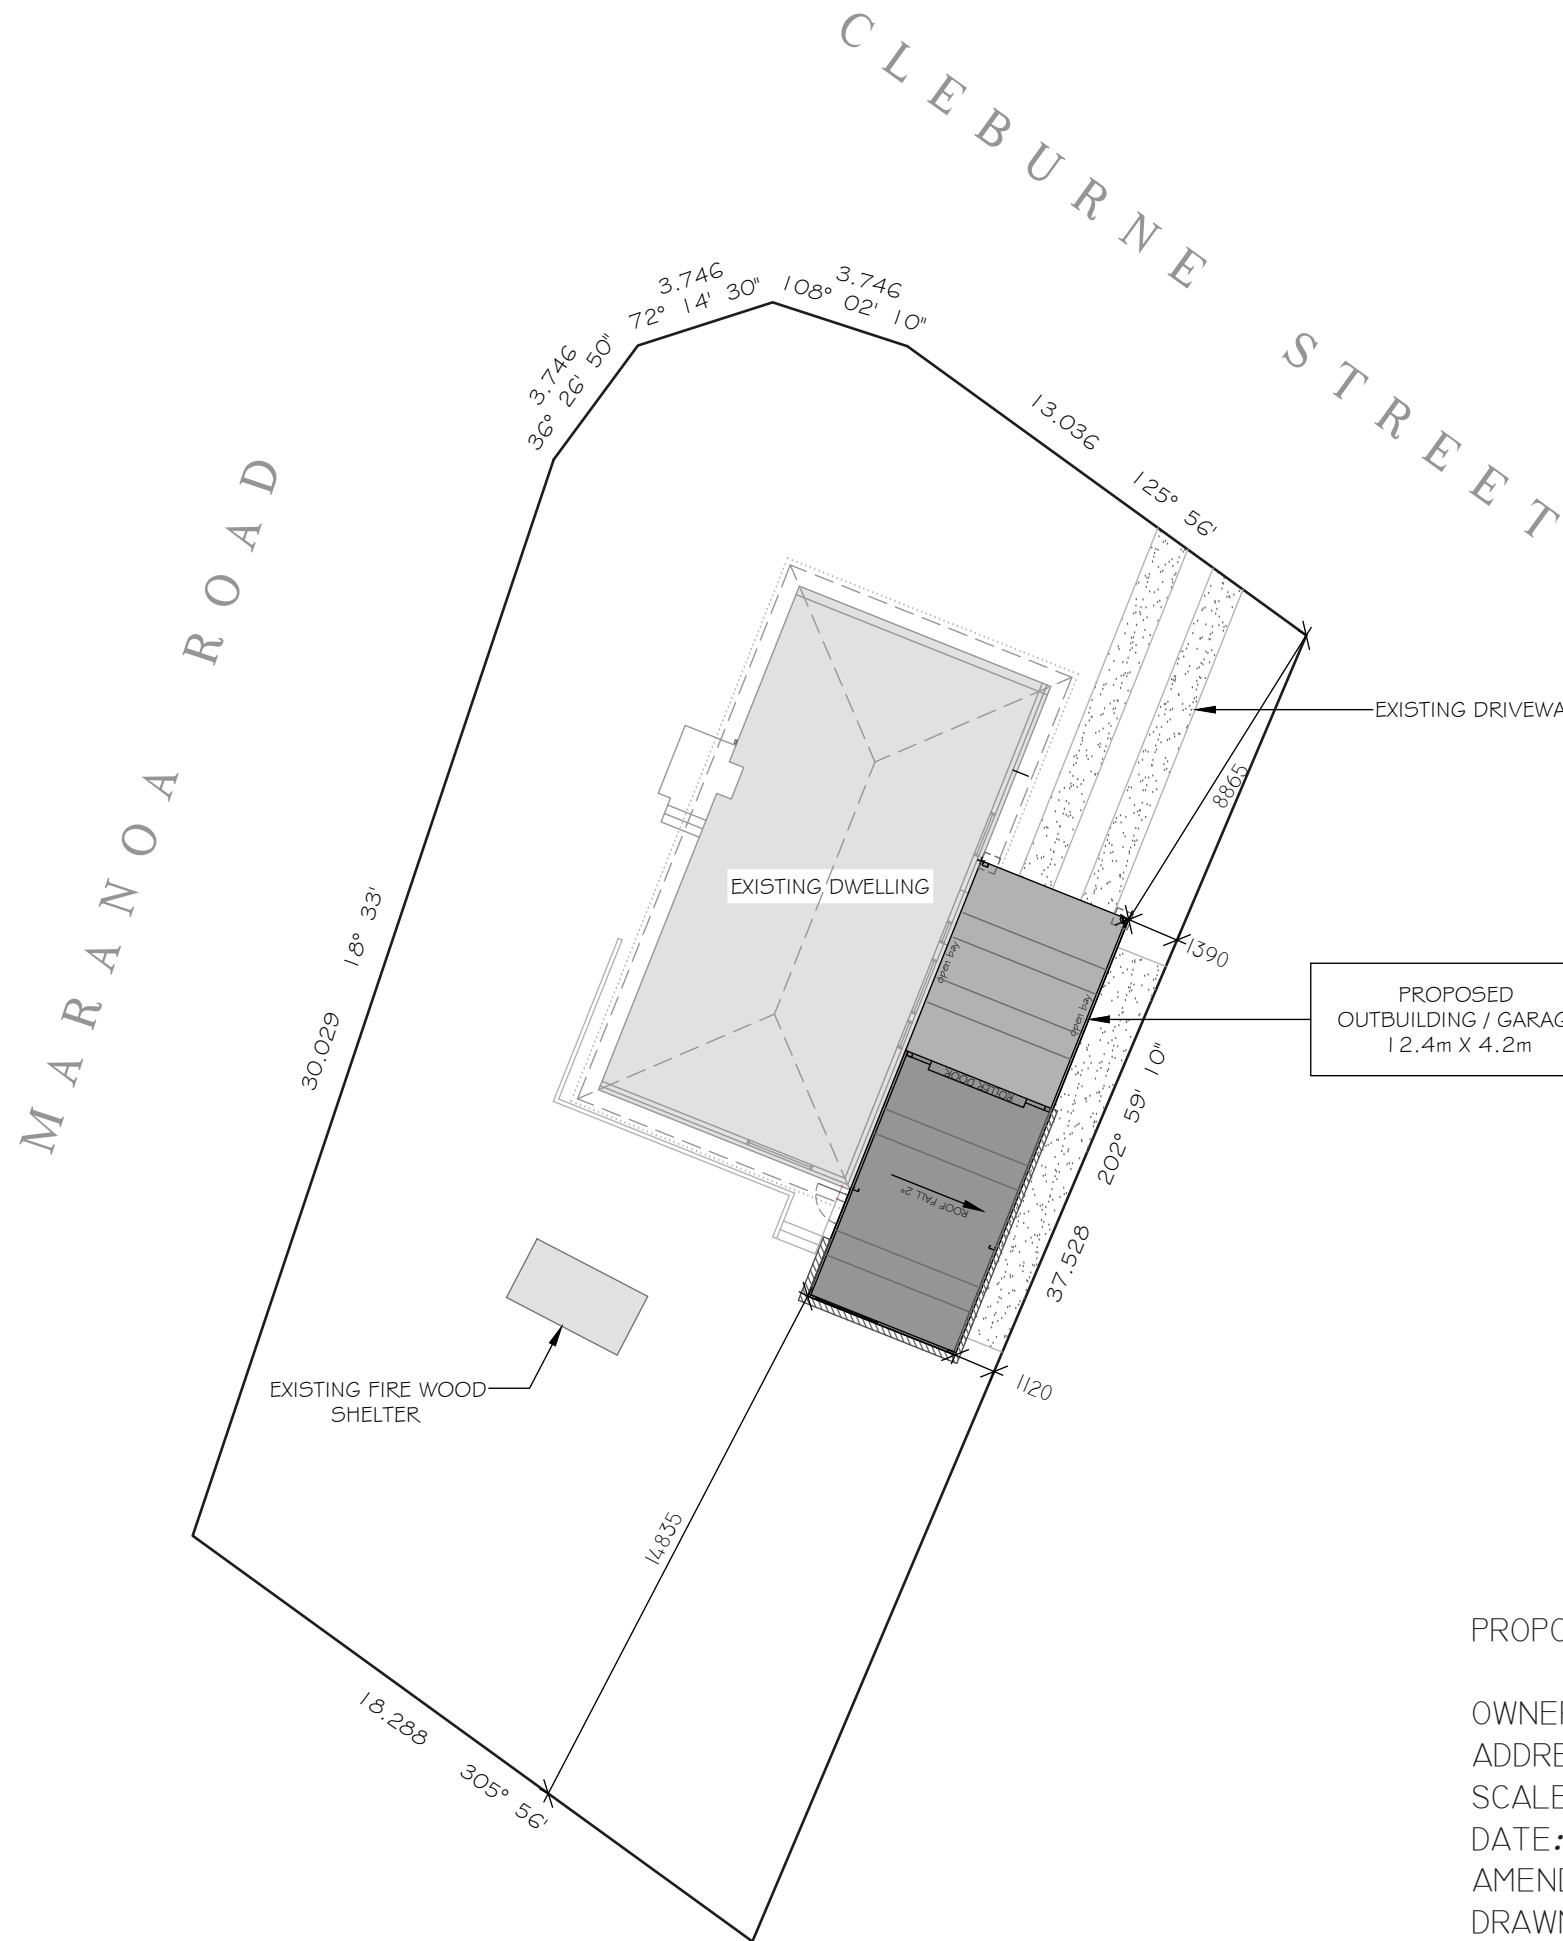 CLEBURNE STREET
MARANOA ROAD
3.746
36° 26' 50"
3.746
72° 14' 30"
3.746
108° 02' 10"
13.036 125° 56'
EXISTING DRIVEWA
8865
EXISTING DWELLING
open bay
open bay
1390
PROPOSED
OUTBUILDING / GARAG
12.4m X 4.2m
ROLLER DOOR
ROOF FALL 2°
30.029 18° 33'
37.528 202° 59' 10"
1120
EXISTING FIRE WOOD
SHELTER
14835
18.288 305° 56'
PROPO
OWNE
ADDRE
SCALE
DATE:
AMEN
DRAW